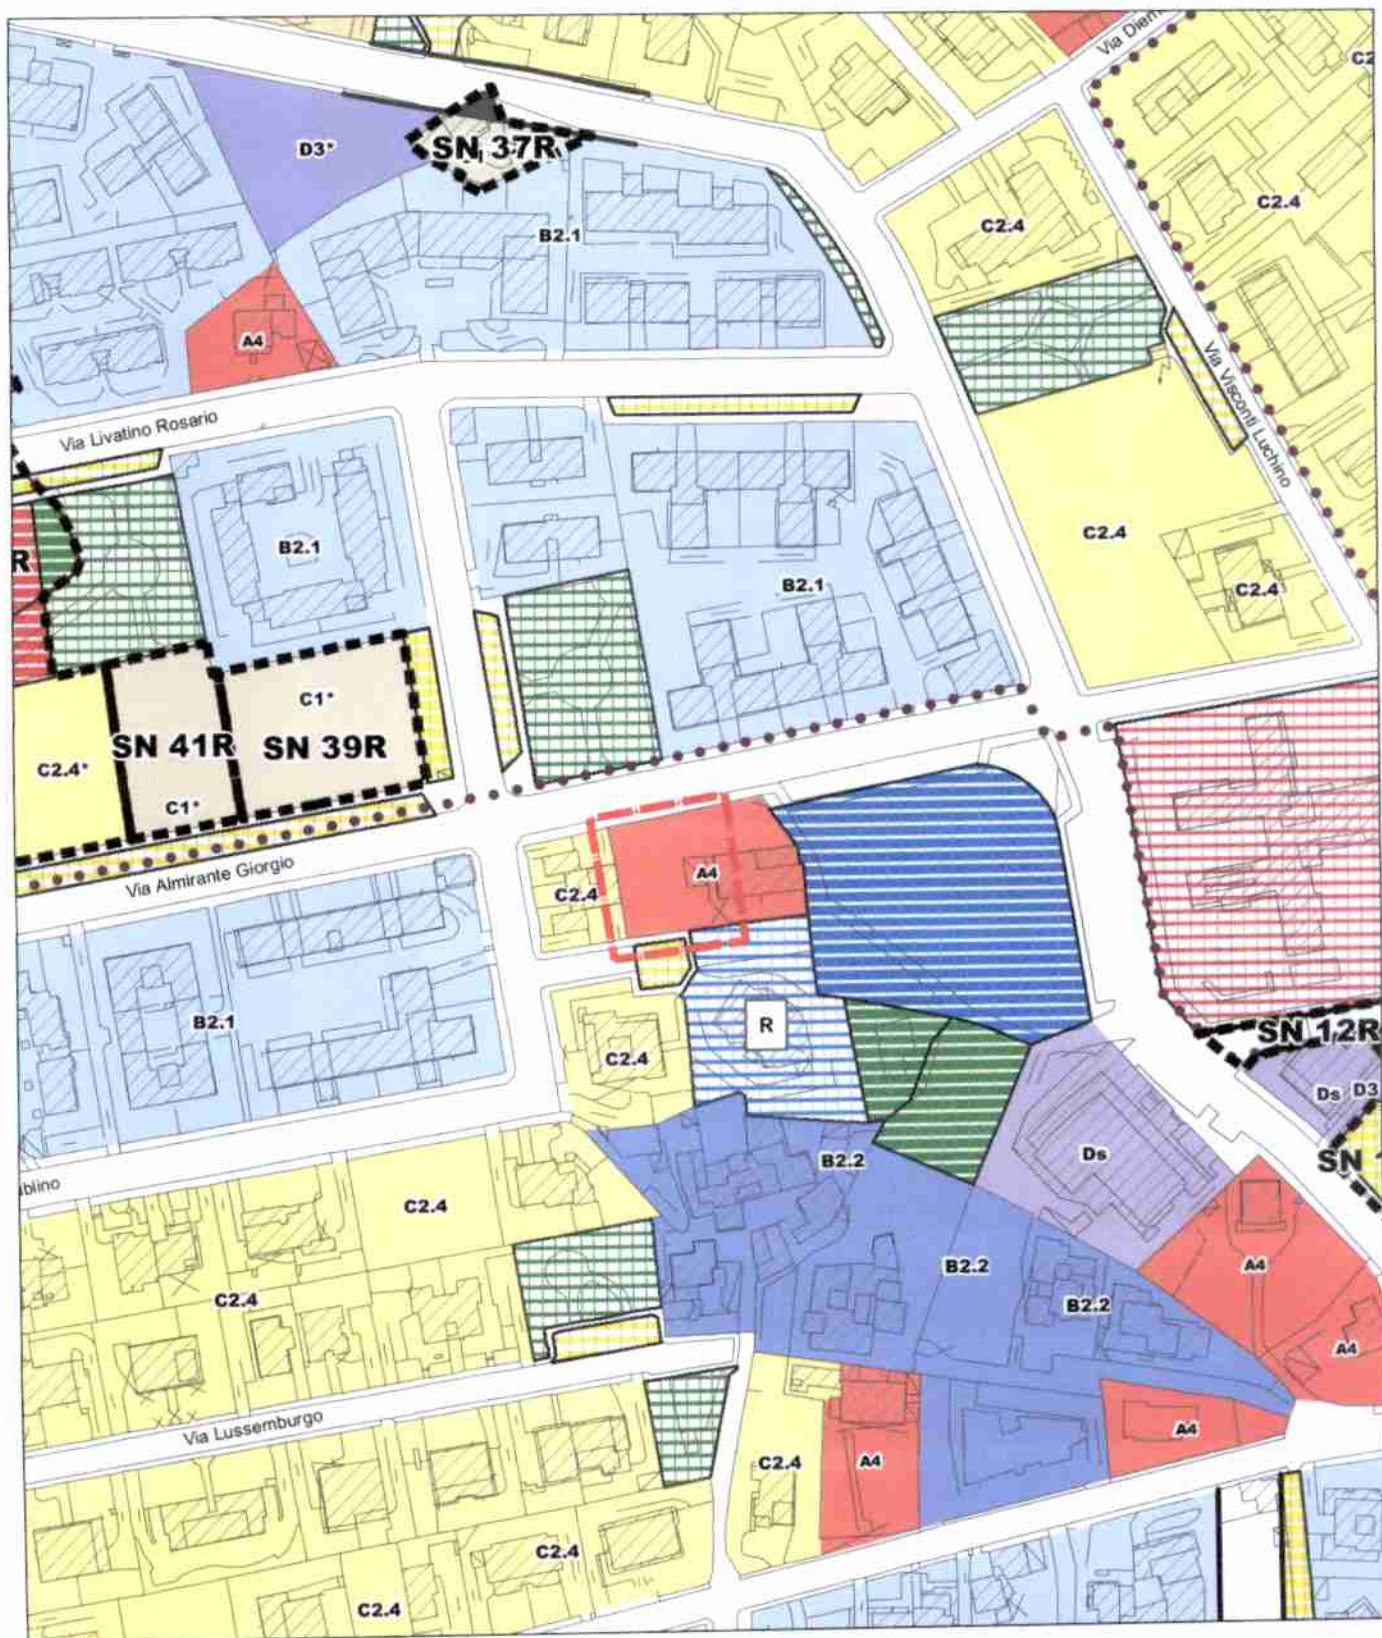 Via Diem
C2
D3*
SN 37R
C2.4
C2.4
B2.1
A4
Via Visconti Luchino
Via Livatino Rosario
C2.4
B2.1
R
B2.1
C2.4
C1*
SN 41R
SN 39R
C2.4*
C1*
Via Almirante Giorgio
A4
C2.4
B2.1
R
SN 12R
C2.4
Ds
D3
B2.2
Ds
SN
blino
C2.4
B2.2
A4
C2.4
B2.2
A4
Via Lussemburgo
A4
C2.4
A4
C2.4
C2.4